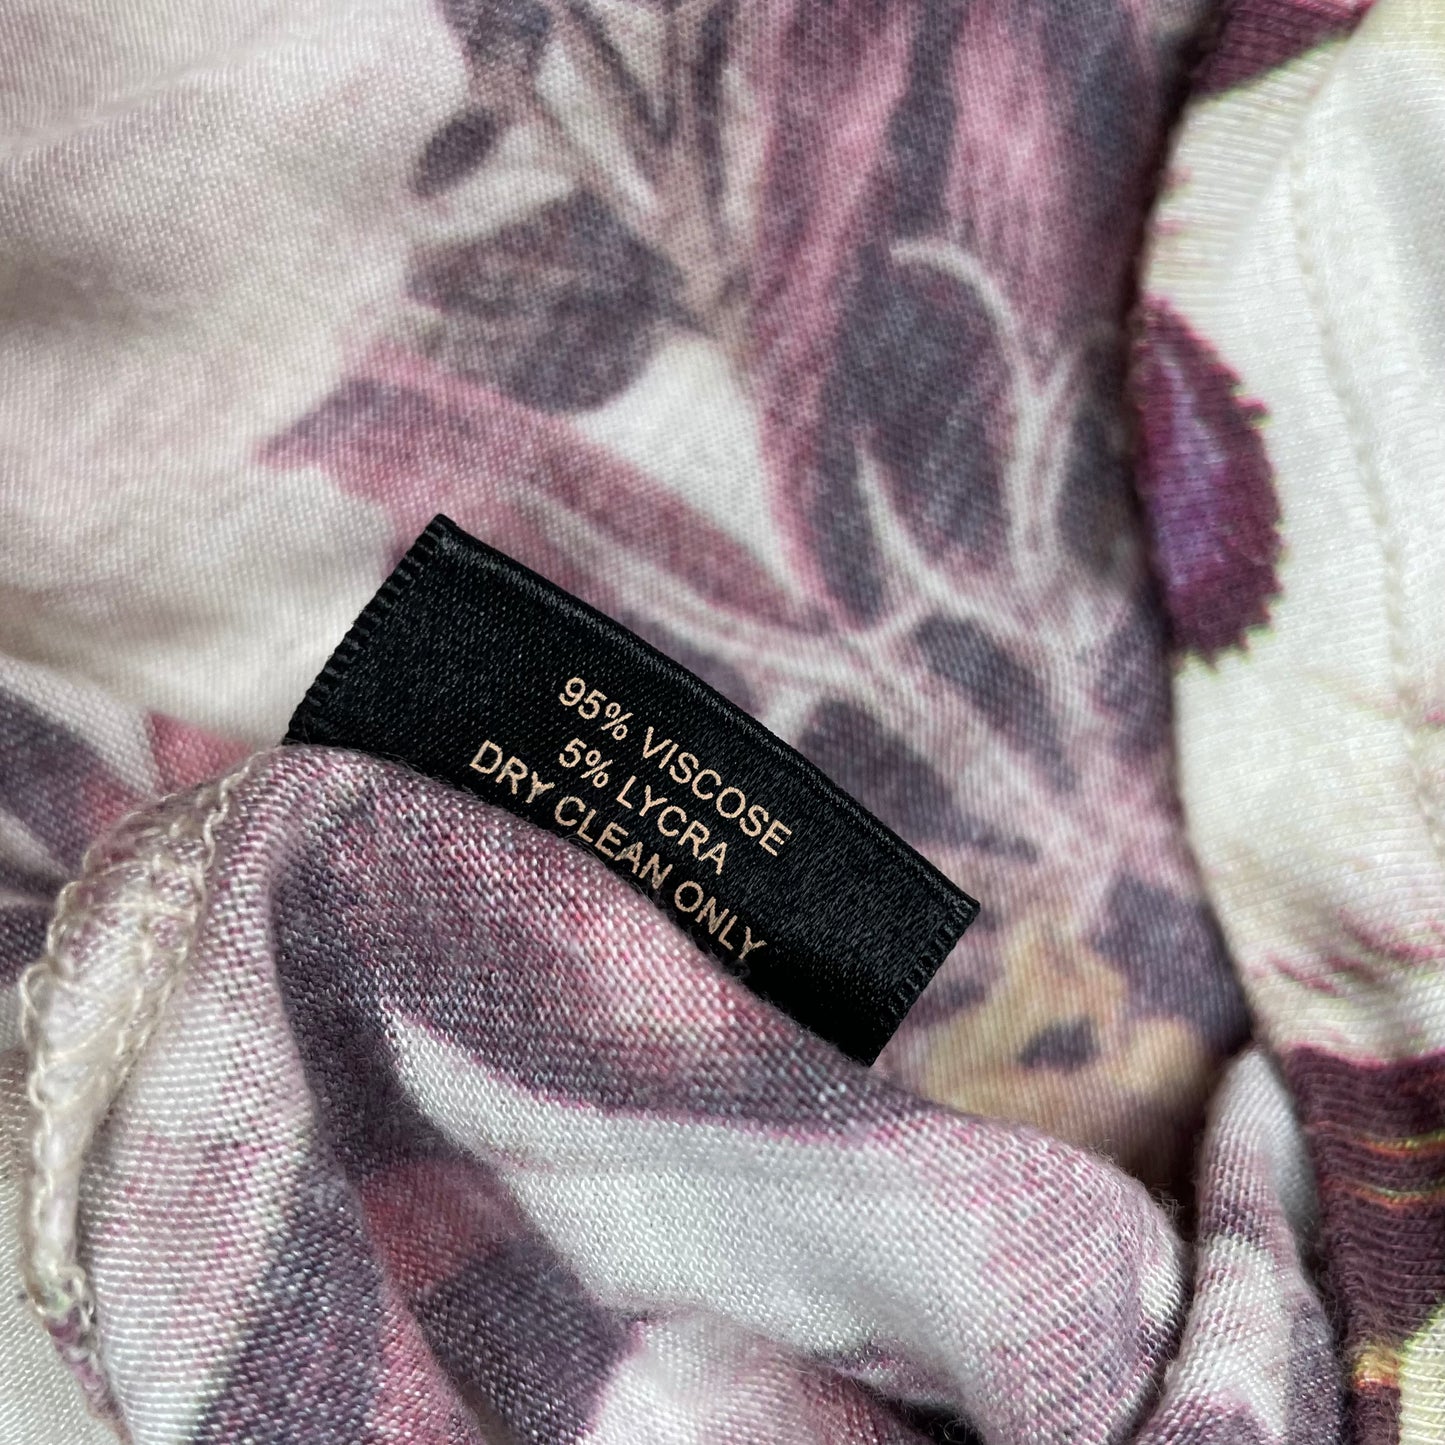 95% VISCOSE
5% LYCRA
DRY CLEAN ONLY